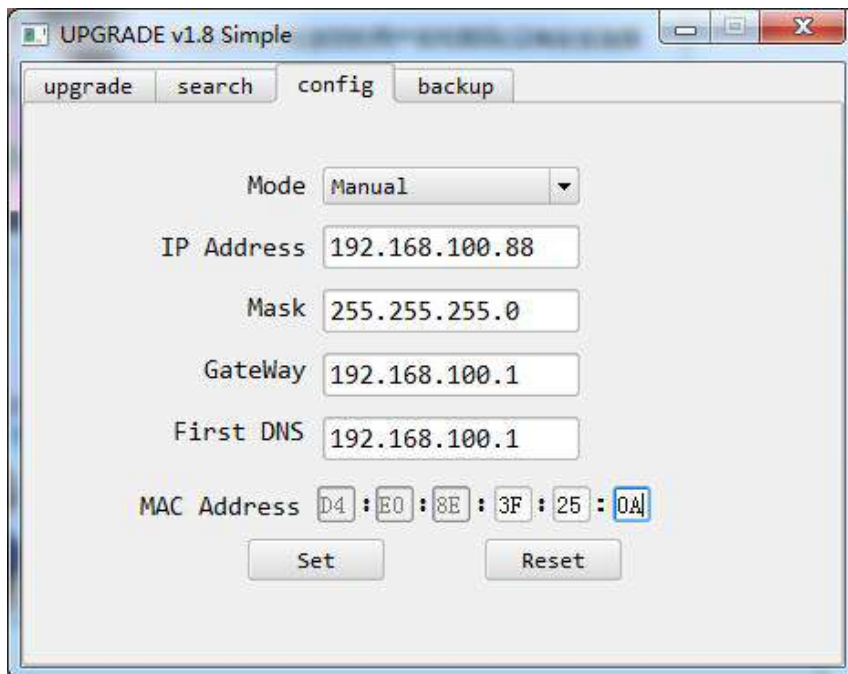 UPGRADE v1.8 Simple
upgrade search config backup
Mode Manual
IP Address 192.168.100.88
Mask 255.255.255.0
GateWay 192.168.100.1
First DNS 192.168.100.1
MAC Address D4:E0:8E:3F:25:0A
Set Reset